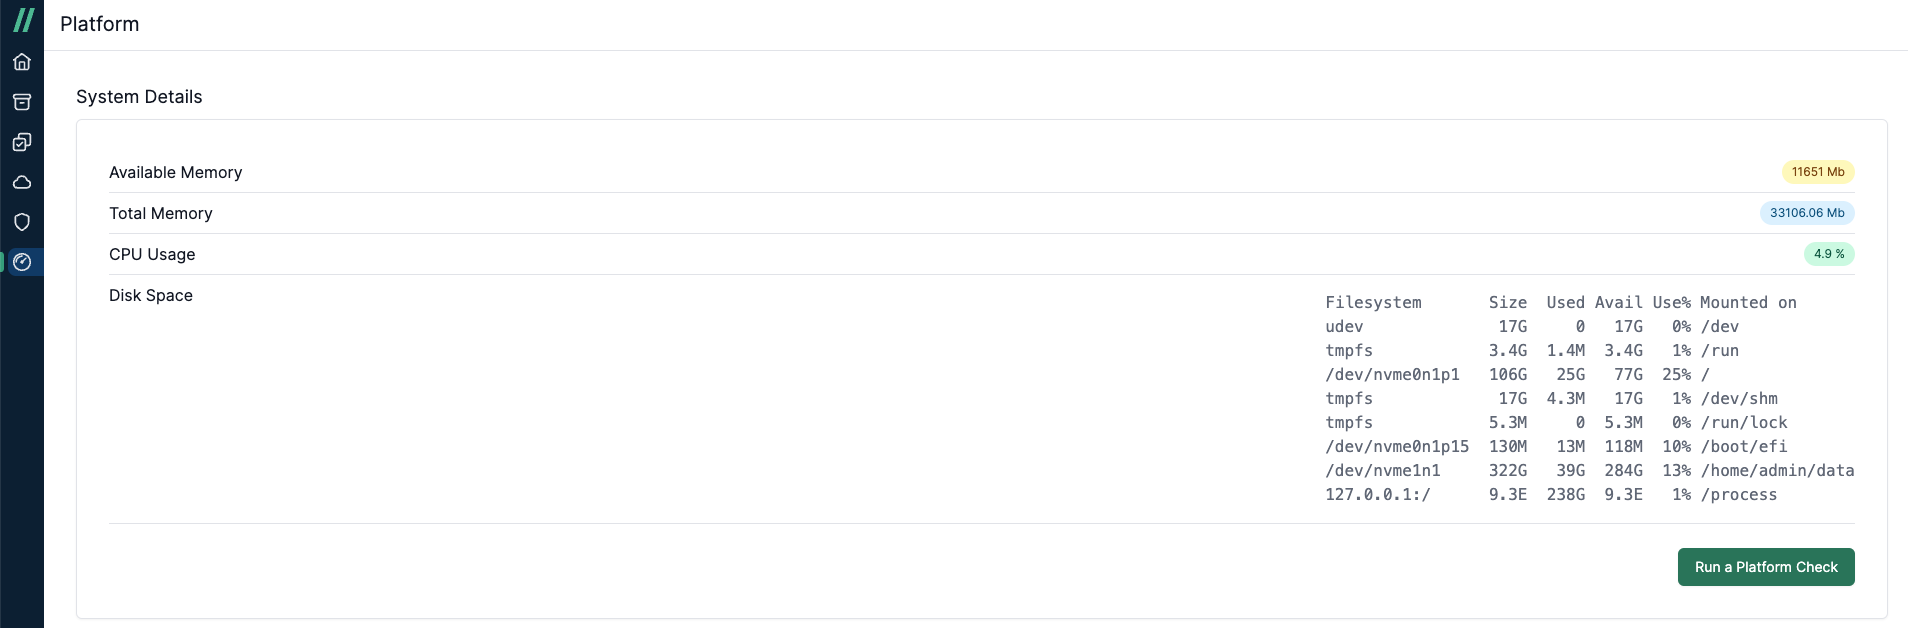 Platform
System Details
Available Memory 11651 Mb
Total Memory 33106.06 Mb
CPU Usage 4.9 %
Disk Space
Filesystem Size Used Avail Use% Mounted on
udev 17G 0 17G 0% /dev
tmpfs 3.4G 1.4M 3.4G 1% /run
/dev/nvme0n1p1 106G 25G 77G 25% /
tmpfs 17G 4.3M 17G 1% /dev/shm
tmpfs 5.3M 0 5.3M 0% /run/lock
/dev/nvme0n1p15 130M 13M 118M 10% /boot/efi
/dev/nvme1n1 322G 39G 284G 13% /home/admin/data
127.0.0.1:/ 9.3E 238G 9.3E 1% /process
Run a Platform Check